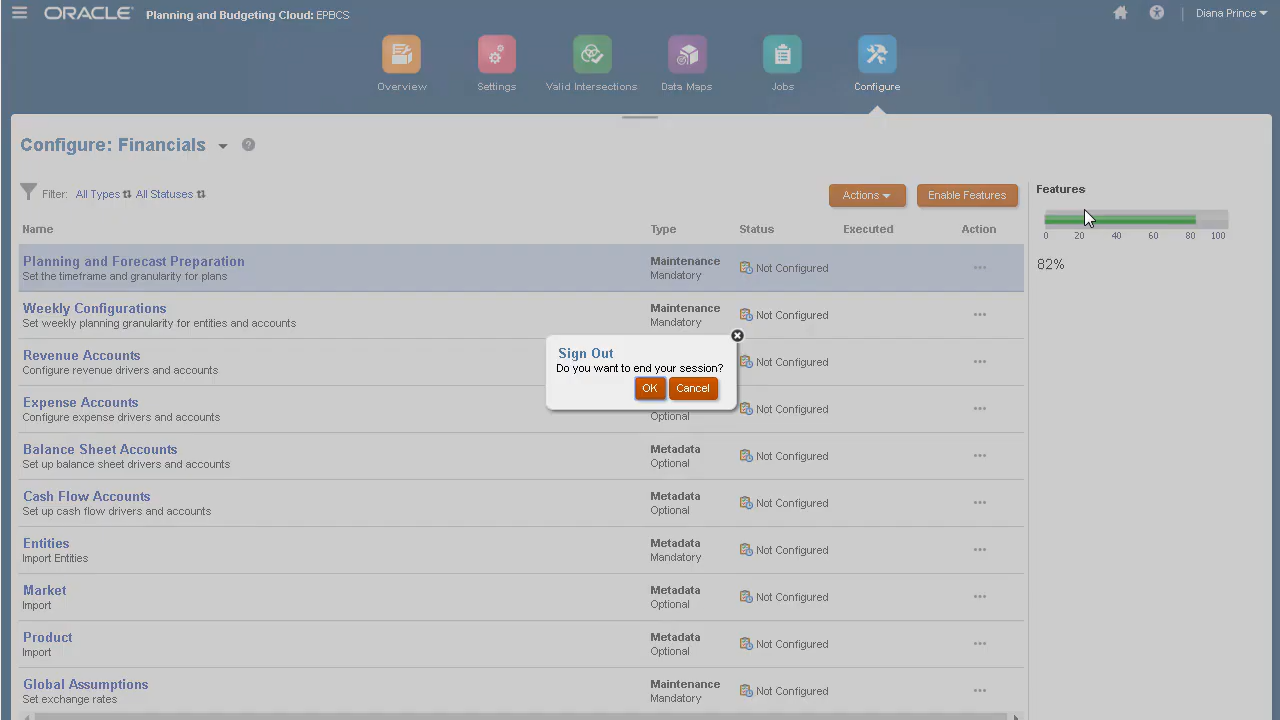 ORACLE Planning and Budgeting Cloud: EPBCS
Diana Prince
Overview
Settings
Valid Intersections
Data Maps
Jobs
Configure
Configure: Financials
Filter: All Types All Statuses
Actions
Enable Features
Name Type Status Executed Action
Planning and Forecast Preparation
Set the timeframe and granularity for plans
Maintenance
Mandatory
Not Configured
Weekly Configurations
Set weekly planning granularity for entities and accounts
Maintenance
Mandatory
Not Configured
Revenue Accounts
Configure revenue drivers and accounts
Not Configured
Expense Accounts
Configure expense drivers and accounts
Optional
Not Configured
Balance Sheet Accounts
Set up balance sheet drivers and accounts
Metadata
Optional
Not Configured
Cash Flow Accounts
Set up cash flow drivers and accounts
Metadata
Optional
Not Configured
Entities
Import Entities
Metadata
Mandatory
Not Configured
Market
Import
Metadata
Optional
Not Configured
Product
Import
Metadata
Optional
Not Configured
Global Assumptions
Set exchange rates
Maintenance
Mandatory
Not Configured
Features
0 20 40 60 80 100
82%
Sign Out
Do you want to end your session?
OK
Cancel